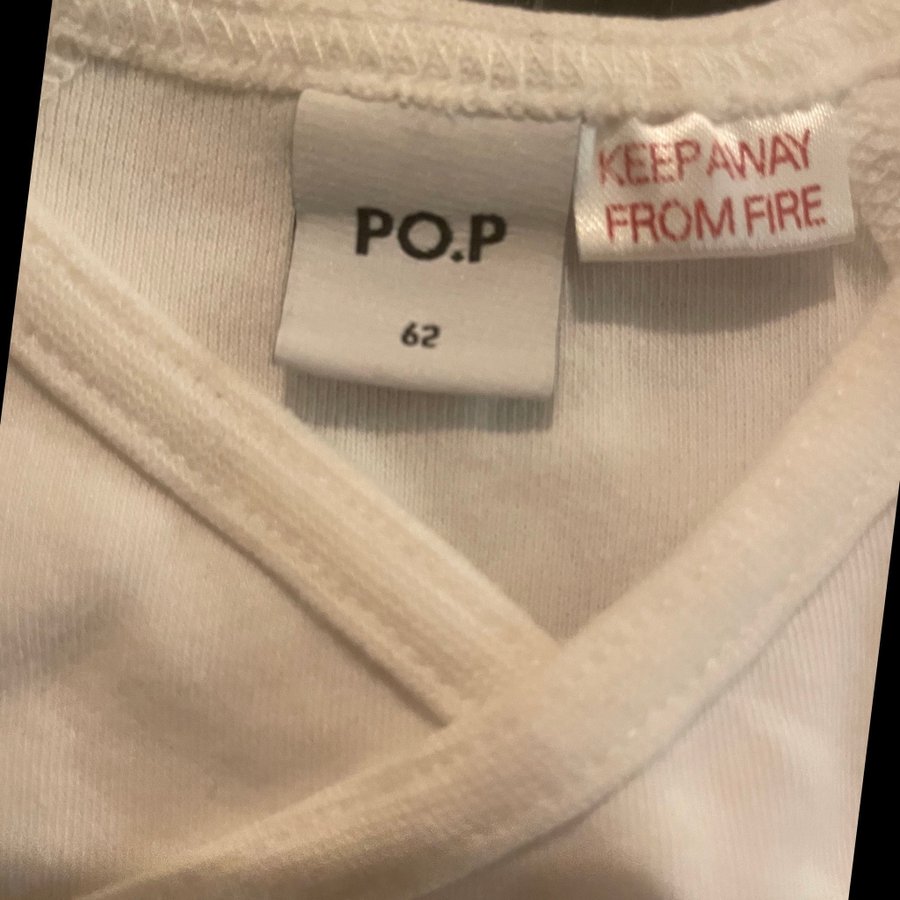 PO.P
62
KEEP AWAY
FROM FIRE